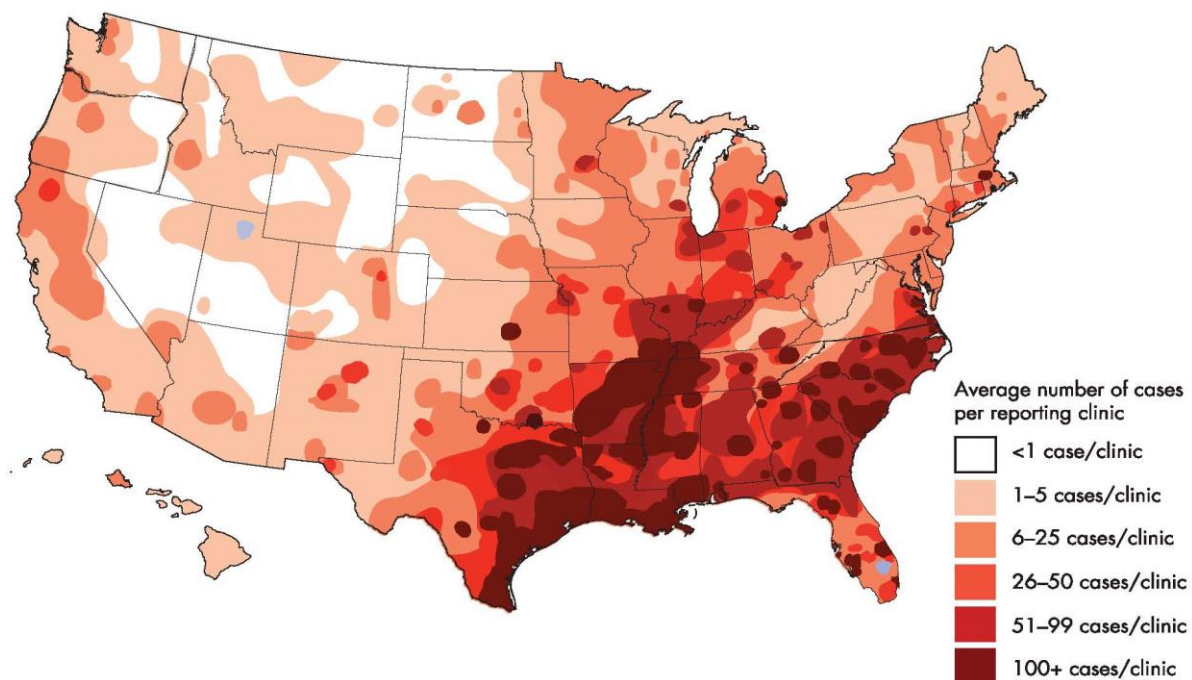 Average number of cases
per reporting clinic
<1 case/clinic
1–5 cases/clinic
6–25 cases/clinic
26–50 cases/clinic
51–99 cases/clinic
100+ cases/clinic